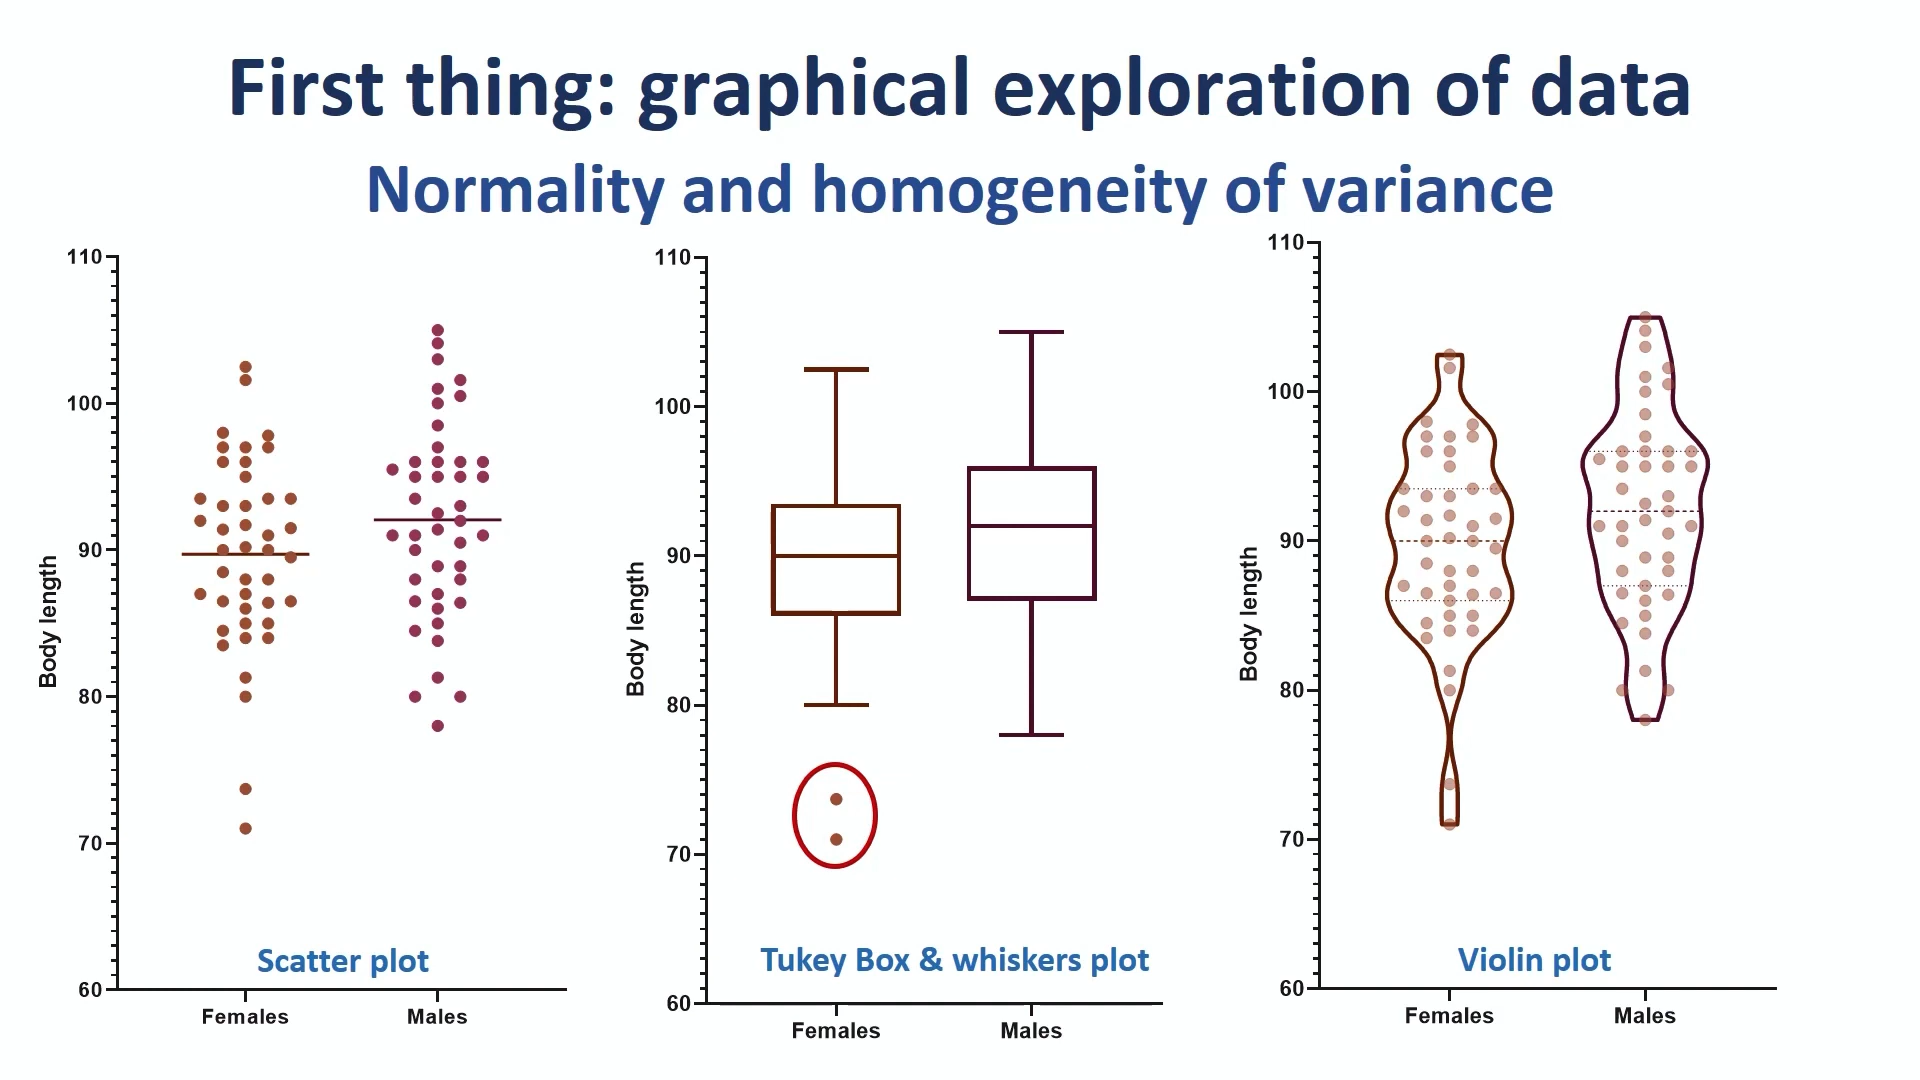 First thing: graphical exploration of data
Normality and homogeneity of variance
110
100
90
80
70
60
Body length
Females
Males
Scatter plot
110
100
90
80
70
60
Body length
Females
Males
Tukey Box & whiskers plot
110
100
90
80
70
60
Body length
Females
Males
Violin plot